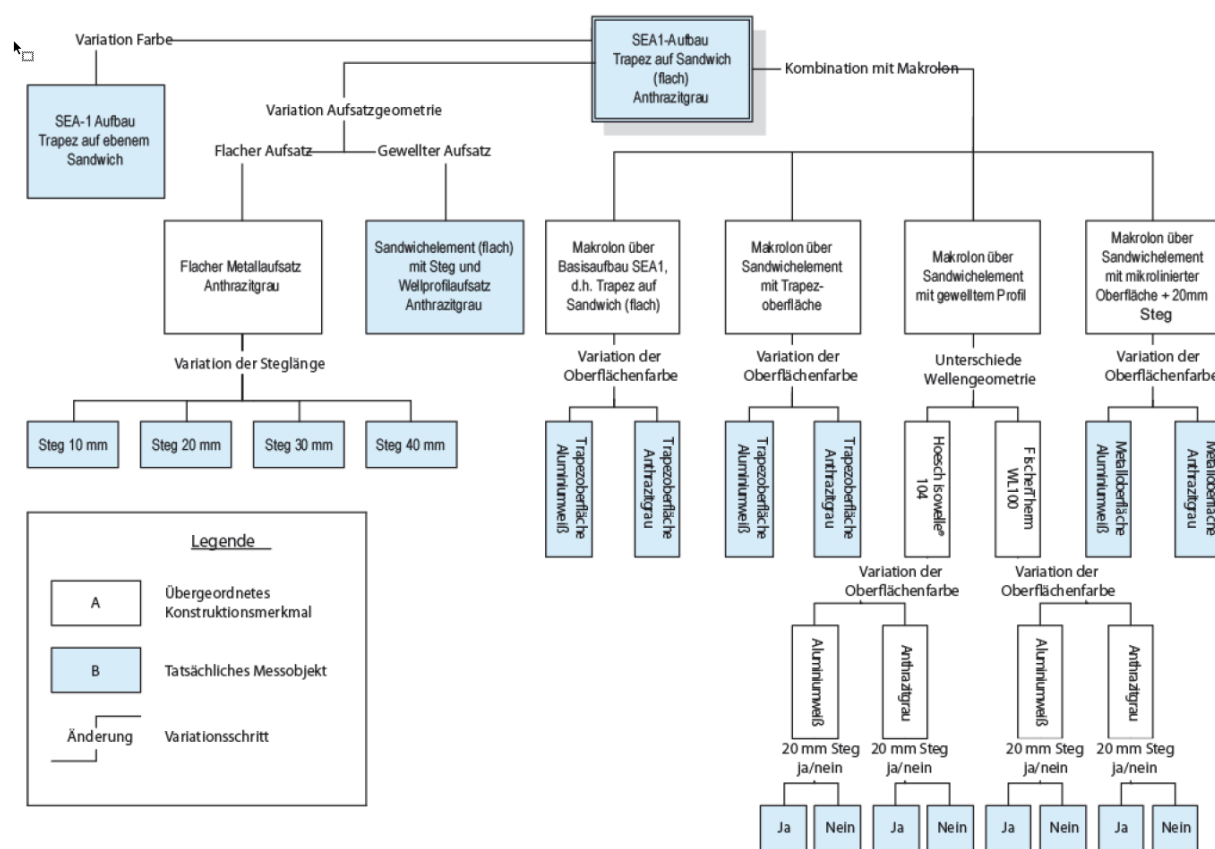 Variation Farbe
SEA1-Aufbau
Trapez auf Sandwich
(flach)
Anthrazitgrau
Kombination mit Makrolon
SEA-1 Aufbau
Trapez auf ebenem
Sandwich
Variation Aufsatzgeometrie
Flacher Aufsatz
Gewellter Aufsatz
Flacher Metallaufsatz
Anthrazitgrau
Sandwichelement (flach)
mit Steg und
Wellprofilaufsatz
Anthrazitgrau
Makrolon über
Basisaufbau SEA1,
d.h. Trapez auf
Sandwich (flach)
Makrolon über
Sandwichelement
mit Trapez-
oberfläche
Makrolon über
Sandwichelement
mit gewelltem Profil
Makrolon über
Sandwichelement
mit mikrolinierter
Oberfläche + 20mm
Steg
Variation der Steglänge
Steg 10 mm
Steg 20 mm
Steg 30 mm
Steg 40 mm
Variation der
Oberflächenfarbe
Variation der
Oberflächenfarbe
Unterschiede
Wellengeometrie
Variation der
Oberflächenfarbe
Trapezoberfläche
Aluminiumweiß
Trapezoberfläche
Anthrazitgrau
Trapezoberfläche
Aluminiumweiß
Trapezoberfläche
Anthrazitgrau
Hoesch Isowelle®
104
FischerTherm
WL100
Metalloberfläche
Aluminiumweiß
Metalloberfläche
Anthrazitgrau
Variation der
Oberflächenfarbe
Variation der
Oberflächenfarbe
Aluminiumweiß
Anthrazitgrau
Aluminiumweiß
Anthrazitgrau
20 mm Steg
ja/nein
20 mm Steg
ja/nein
20 mm Steg
ja/nein
20 mm Steg
ja/nein
Ja
Nein
Ja
Nein
Ja
Nein
Ja
Nein
Legende
A
Übergeordnetes
Konstruktionsmerkmal
B
Tatsächliches Messobjekt
Änderung
Variationsschritt